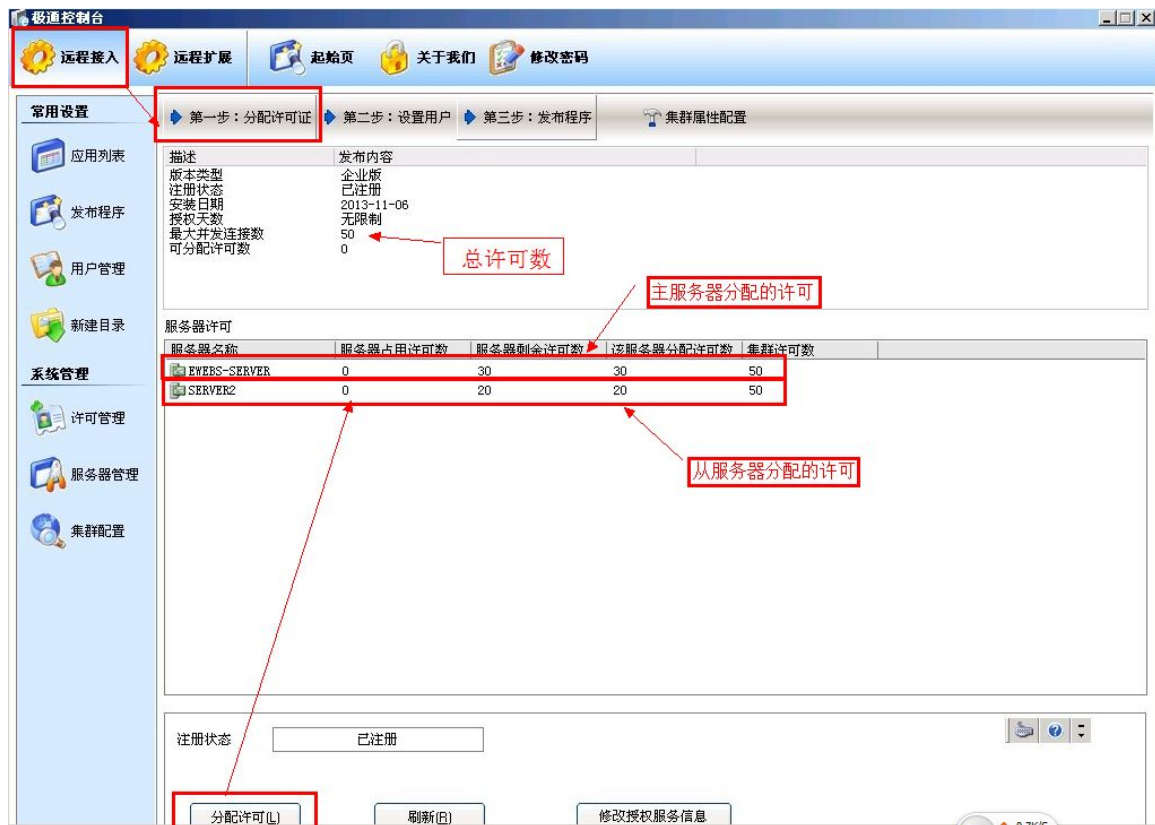 极通控制台
远程接入 远程扩展 起始页 关于我们 修改密码
常用设置
应用列表
发布程序
用户管理
新建目录
系统管理
许可管理
服务器管理
集群配置
第一步：分配许可证 第二步：设置用户 第三步：发布程序 集群属性配置
描述 发布内容
版本类型 企业版
注册状态 已注册
安装日期 2013-11-06
授权天数 无限制
最大并发连接数 50
可分配许可数 0
总许可数
主服务器分配的许可
服务器许可
服务器名称 服务器占用许可数 服务器剩余许可数 该服务器分配许可数 集群许可数
EWEBS-SERVER 0 30 30 50
SERVER2 0 20 20 50
从服务器分配的许可
注册状态 已注册
分配许可(L) 刷新(R) 修改授权服务信息